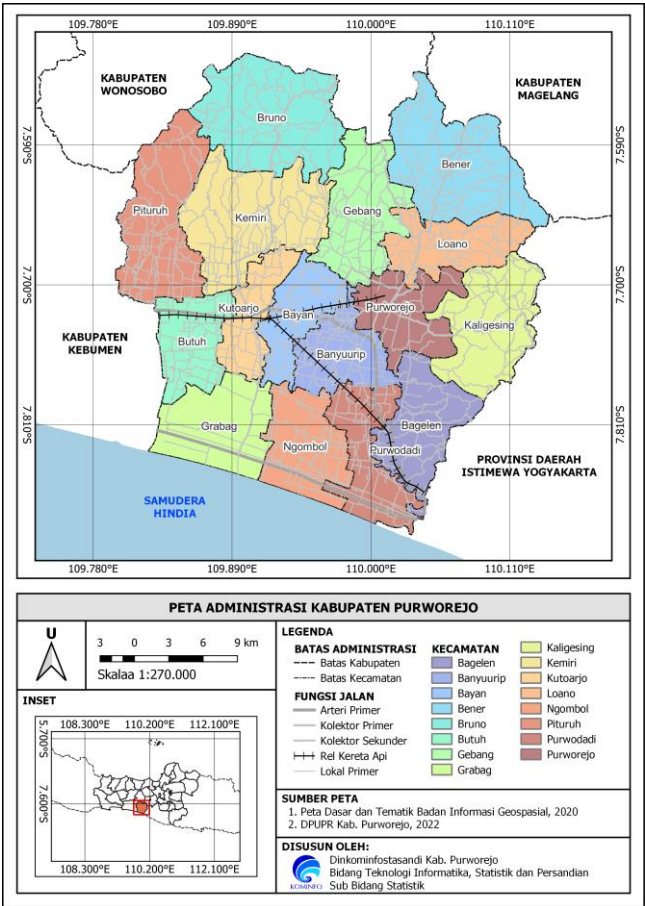 109.780°E 109.890°E 110.000°E 110.110°E
KABUPATEN
WONOSOBO
KABUPATEN
MAGELANG
Bruno
7.590°S
7.590°S
Bener
Pituruh
Kemiri
Gebang
Loano
7.700°S
7.700°S
Kutoarjo
Bayan
Purworejo
Kaligesing
KABUPATEN
KEBUMEN
Butuh
Banyuurip
7.810°S
7.810°S
Grabag
Ngombol
Bagelen
Purwodadi
PROVINSI DAERAH
ISTIMEWA YOGYAKARTA
SAMUDERA
HINDIA
109.780°E 109.890°E 110.000°E 110.110°E
PETA ADMINISTRASI KABUPATEN PURWOREJO
U
3 0 3 6 9 km
Skalaa 1:270.000
INSET
108.300°E 110.200°E 112.100°E
5.700°S
5.700°S
7.600°S
7.600°S
108.300°E 110.200°E 112.100°E
LEGENDA
BATAS ADMINISTRASI
Batas Kabupaten
Batas Kecamatan
FUNGSI JALAN
Arteri Primer
Kolektor Primer
Kolektor Sekunder
Rel Kereta Api
Lokal Primer
KECAMATAN
Bagelen
Banyuurip
Bayan
Bener
Bruno
Butuh
Gebang
Grabag
Kaligesing
Kemiri
Kutoarjo
Loano
Ngombol
Pituruh
Purwodadi
Purworejo
SUMBER PETA
1. Peta Dasar dan Tematik Badan Informasi Geospasial, 2020
2. DPUPR Kab. Purworejo, 2022
DISUSUN OLEH:
Dinkominfostasandi Kab. Purworejo
Bidang Teknologi Informatika, Statistik dan Persandian
Sub Bidang Statistik
KOMINFO